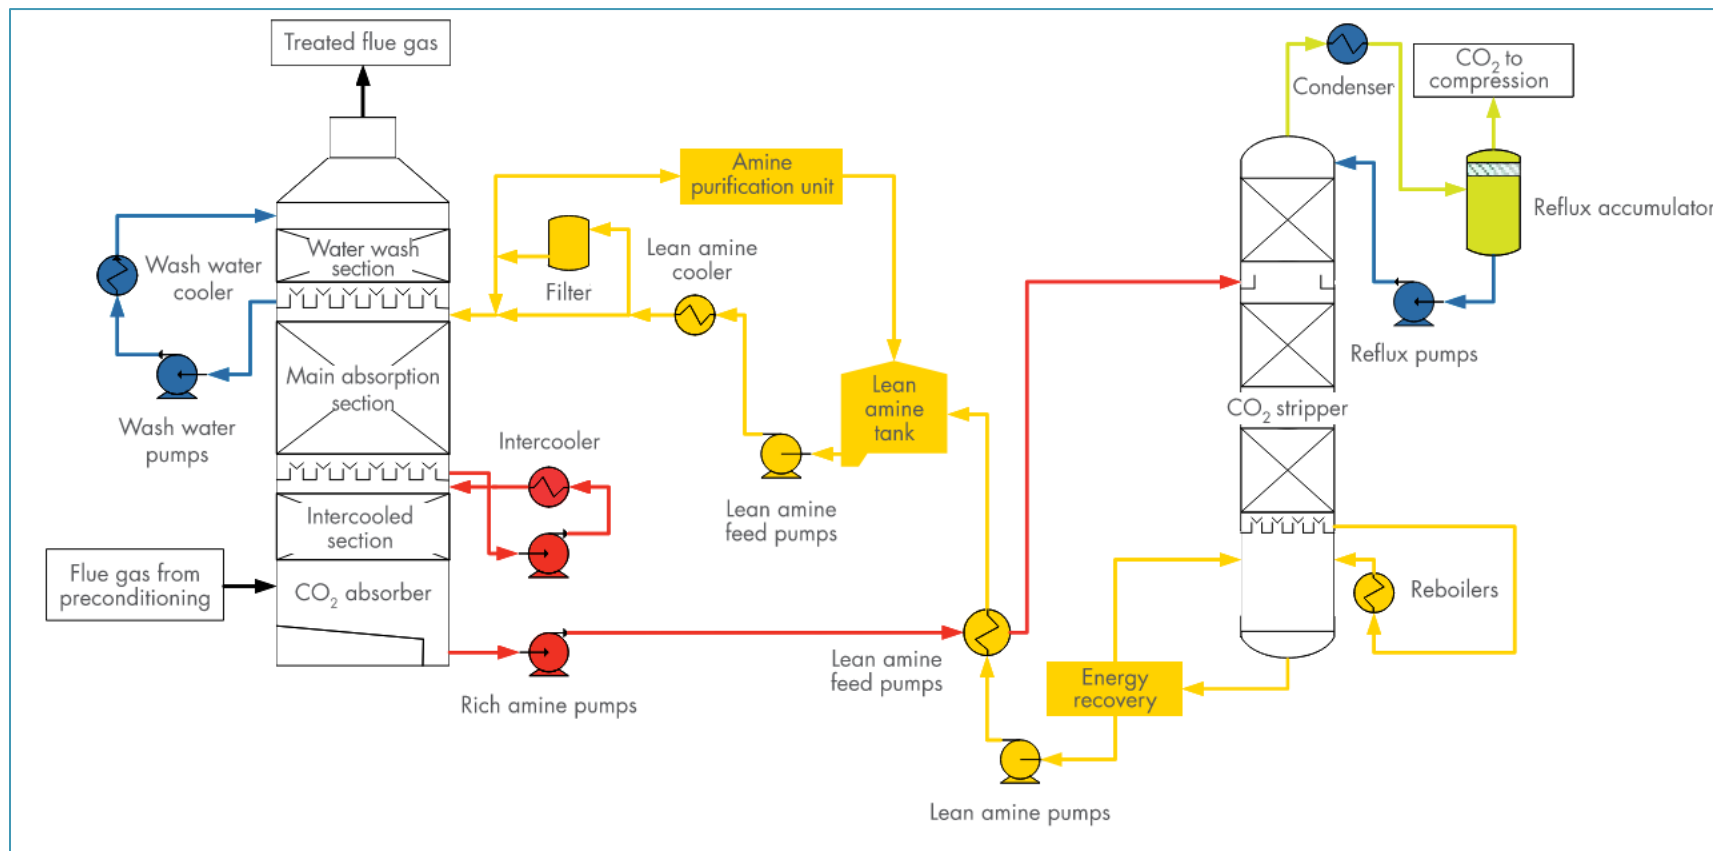 Treated flue gas
Water wash
section
Wash water
cooler
Main absorption
section
Wash water
pumps
Intercooled
section
Flue gas from
preconditioning
CO₂ absorber
Intercooler
Rich amine pumps
Amine
purification unit
Filter
Lean amine
cooler
Lean
amine
tank
Lean amine
feed pumps
Lean amine
feed pumps
Lean amine pumps
Energy
recovery
Condenser
CO₂ to
compression
Reflux accumulator
Reflux pumps
CO₂ stripper
Reboilers